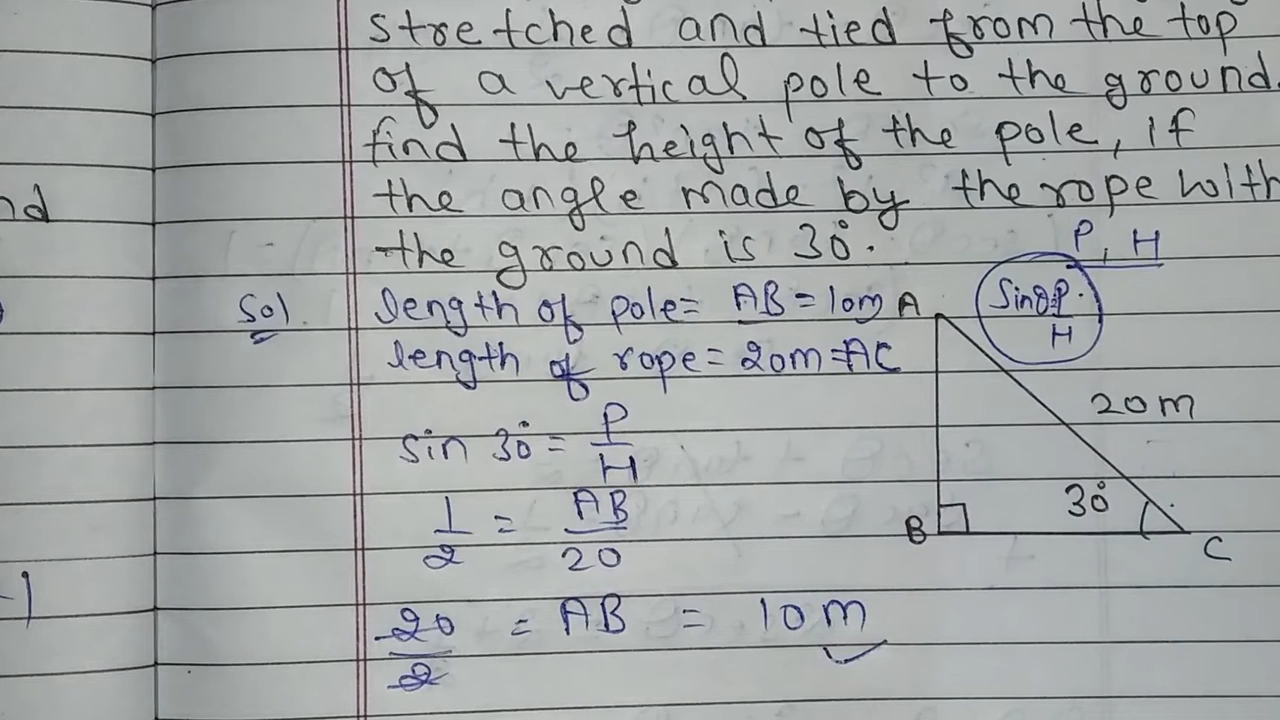 stretched and tied from the top
of a vertical pole to the ground.
find the height of the pole, if
nd
the angle made by the rope with
the ground is 30°.
P, H
Sol. length of pole = AB = 10m
A
Sinθ = P/H
length of rope = 20m = AC
20m
sin 30° = P/H
1/2 = AB/20
30°
B
C
20/2 = AB = 10m